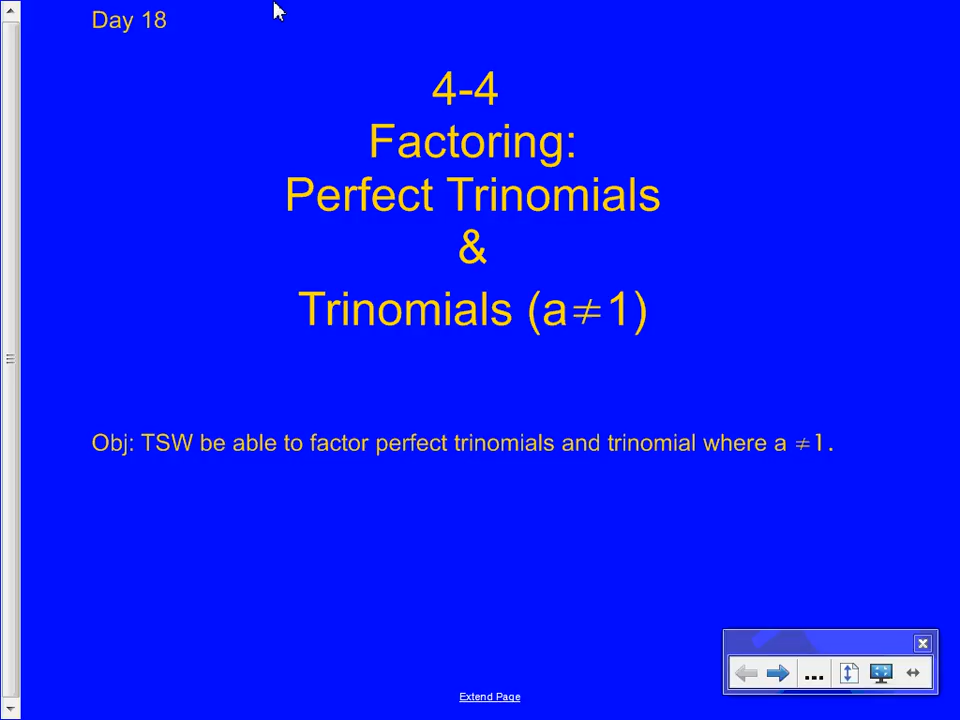 Day 18
4-4
Factoring:
Perfect Trinomials
&
Trinomials (a≠1)
Obj: TSW be able to factor perfect trinomials and trinomial where a ≠1.
Extend Page